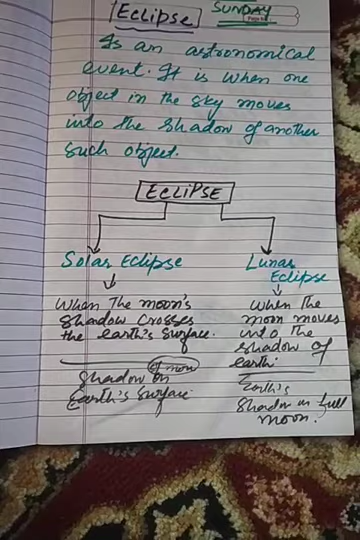 Eclipse
SUNDAY
Is an astronomical
event. It is when one
object in the sky moves
into the shadow of another
such object.
ECLIPSE
Solar Eclipse
When the moon's
shadow crosses
the earth's surface.
of moon
Shadow on
Earth's surface
Lunar
Eclipse
When the
moon moves
into the
shadow of
earth.
Earth's
Shadow in full
moon.